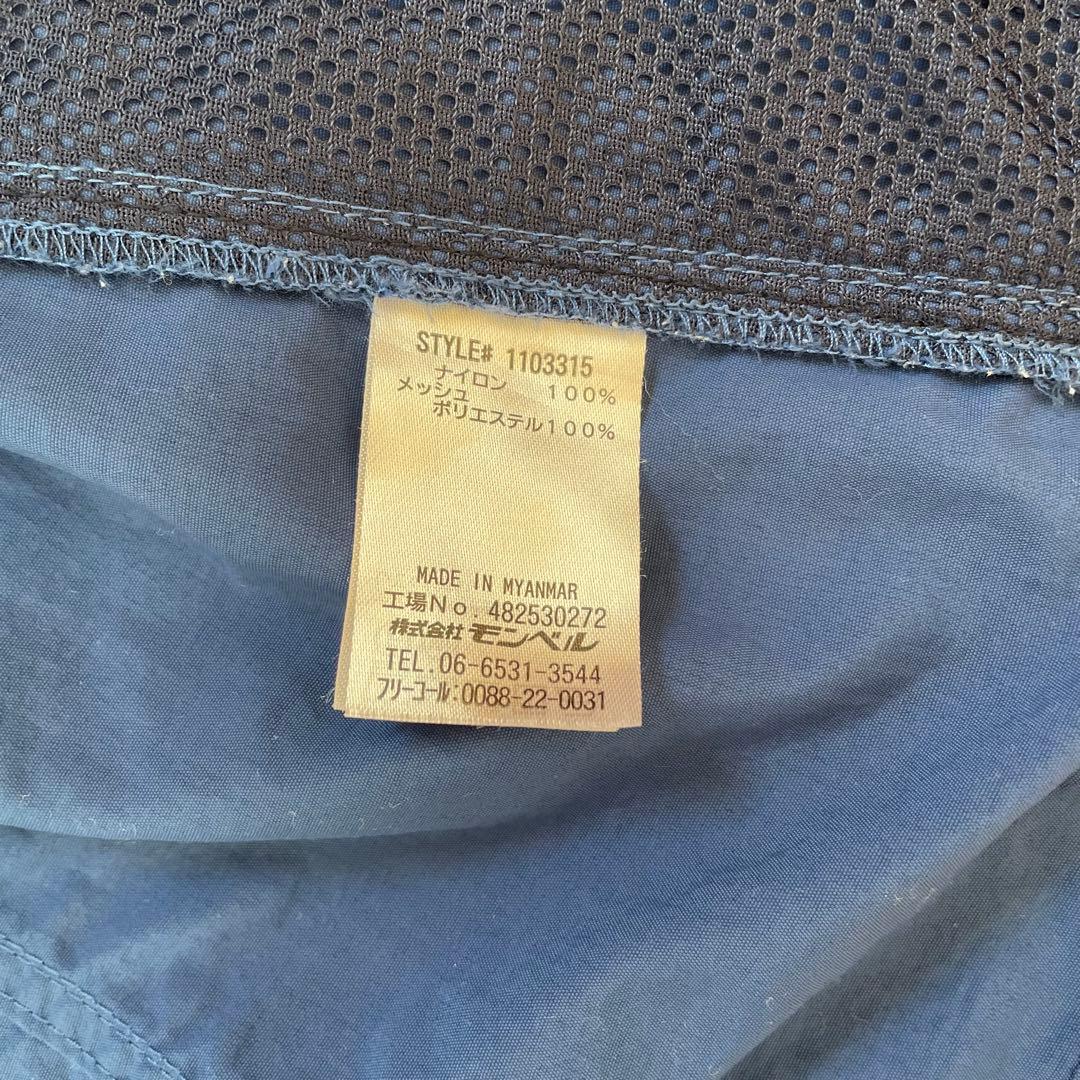 STYLE# 1103315
ナイロン 100%
メッシュ
ポリエステル100%
MADE IN MYANMAR
工場No. 482530272
株式会社 モンベル
TEL.06-6531-3544
フリーコール:0088-22-0031